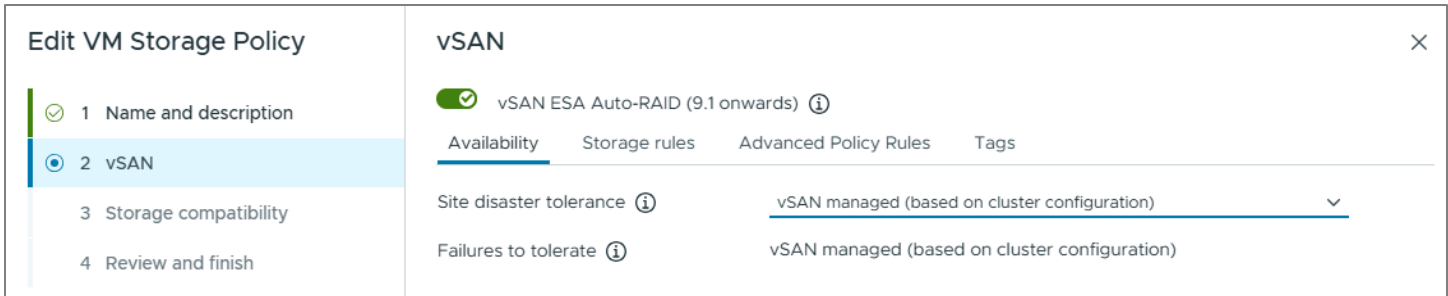 Edit VM Storage Policy
1 Name and description
2 vSAN
3 Storage compatibility
4 Review and finish
vSAN
vSAN ESA Auto-RAID (9.1 onwards)
Availability Storage rules Advanced Policy Rules Tags
Site disaster tolerance vSAN managed (based on cluster configuration)
Failures to tolerate vSAN managed (based on cluster configuration)